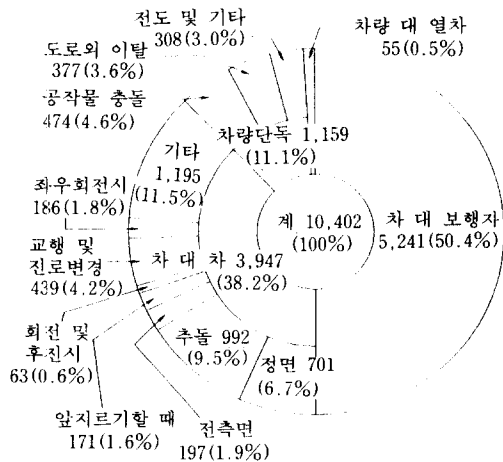 전도 및 기타
308(3.0%)
차량 대 열차
55(0.5%)
도로외 이탈
377(3.6%)
공작물 충돌
474(4.6%)
차량단독 1,159
(11.1%)
기타
1,195
(11.5%)
좌우회전시
186(1.8%)
계 10,402
(100%)
차 대 보행자
5,241(50.4%)
교행 및
진로변경
439(4.2%)
차 대 차 3,947
(38.2%)
회전 및
후진시
63(0.6%)
추돌 992
(9.5%)
정면 701
(6.7%)
앞지르기할 때
171(1.6%)
전측면
197(1.9%)